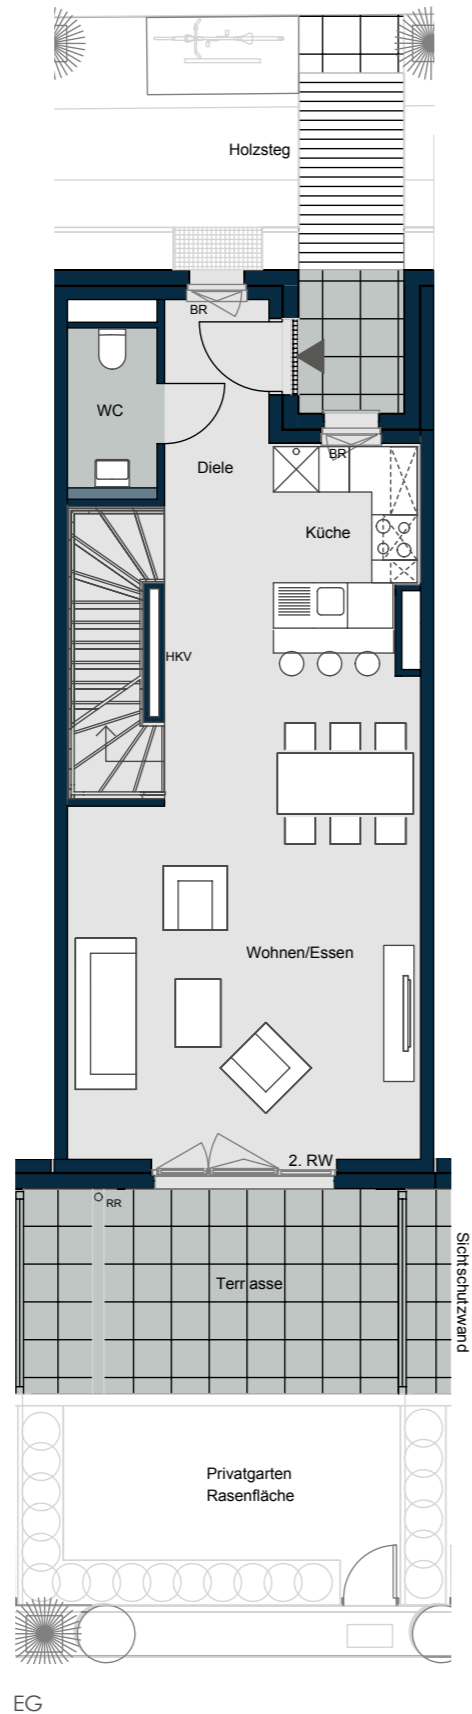 Holzsteg
BR
WC
BR
Diele
Küche
HKV
Wohnen/Essen
2. RW
RR
Terrasse
Sichtschutzwand
Privatgarten
Rasenfläche
EG